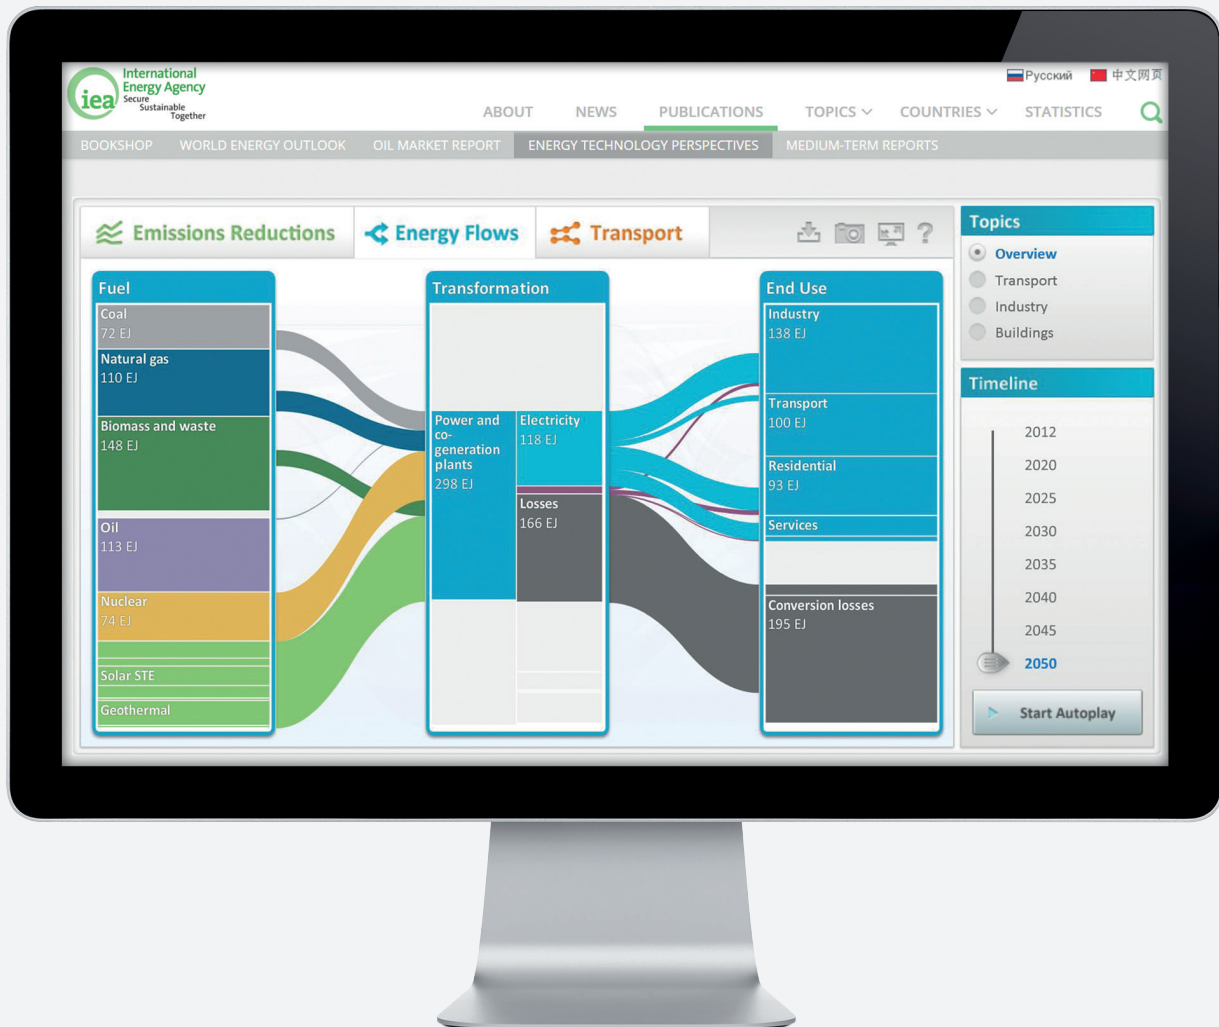 International
Energy Agency
Secure
Sustainable
Together
iea
Русский 中文网页
ABOUT NEWS PUBLICATIONS TOPICS COUNTRIES STATISTICS
BOOKSHOP WORLD ENERGY OUTLOOK OIL MARKET REPORT ENERGY TECHNOLOGY PERSPECTIVES MEDIUM-TERM REPORTS
Emissions Reductions Energy Flows Transport ?
Fuel
Coal
72 EJ
Natural gas
110 EJ
Biomass and waste
148 EJ
Oil
113 EJ
Nuclear
74 EJ
Solar STE
Geothermal
Transformation
Power and
co-
generation
plants
298 EJ
Electricity
118 EJ
Losses
166 EJ
End Use
Industry
138 EJ
Transport
100 EJ
Residential
93 EJ
Services
Conversion losses
195 EJ
Topics
Overview
Transport
Industry
Buildings
Timeline
2012
2020
2025
2030
2035
2040
2045
2050
Start Autoplay